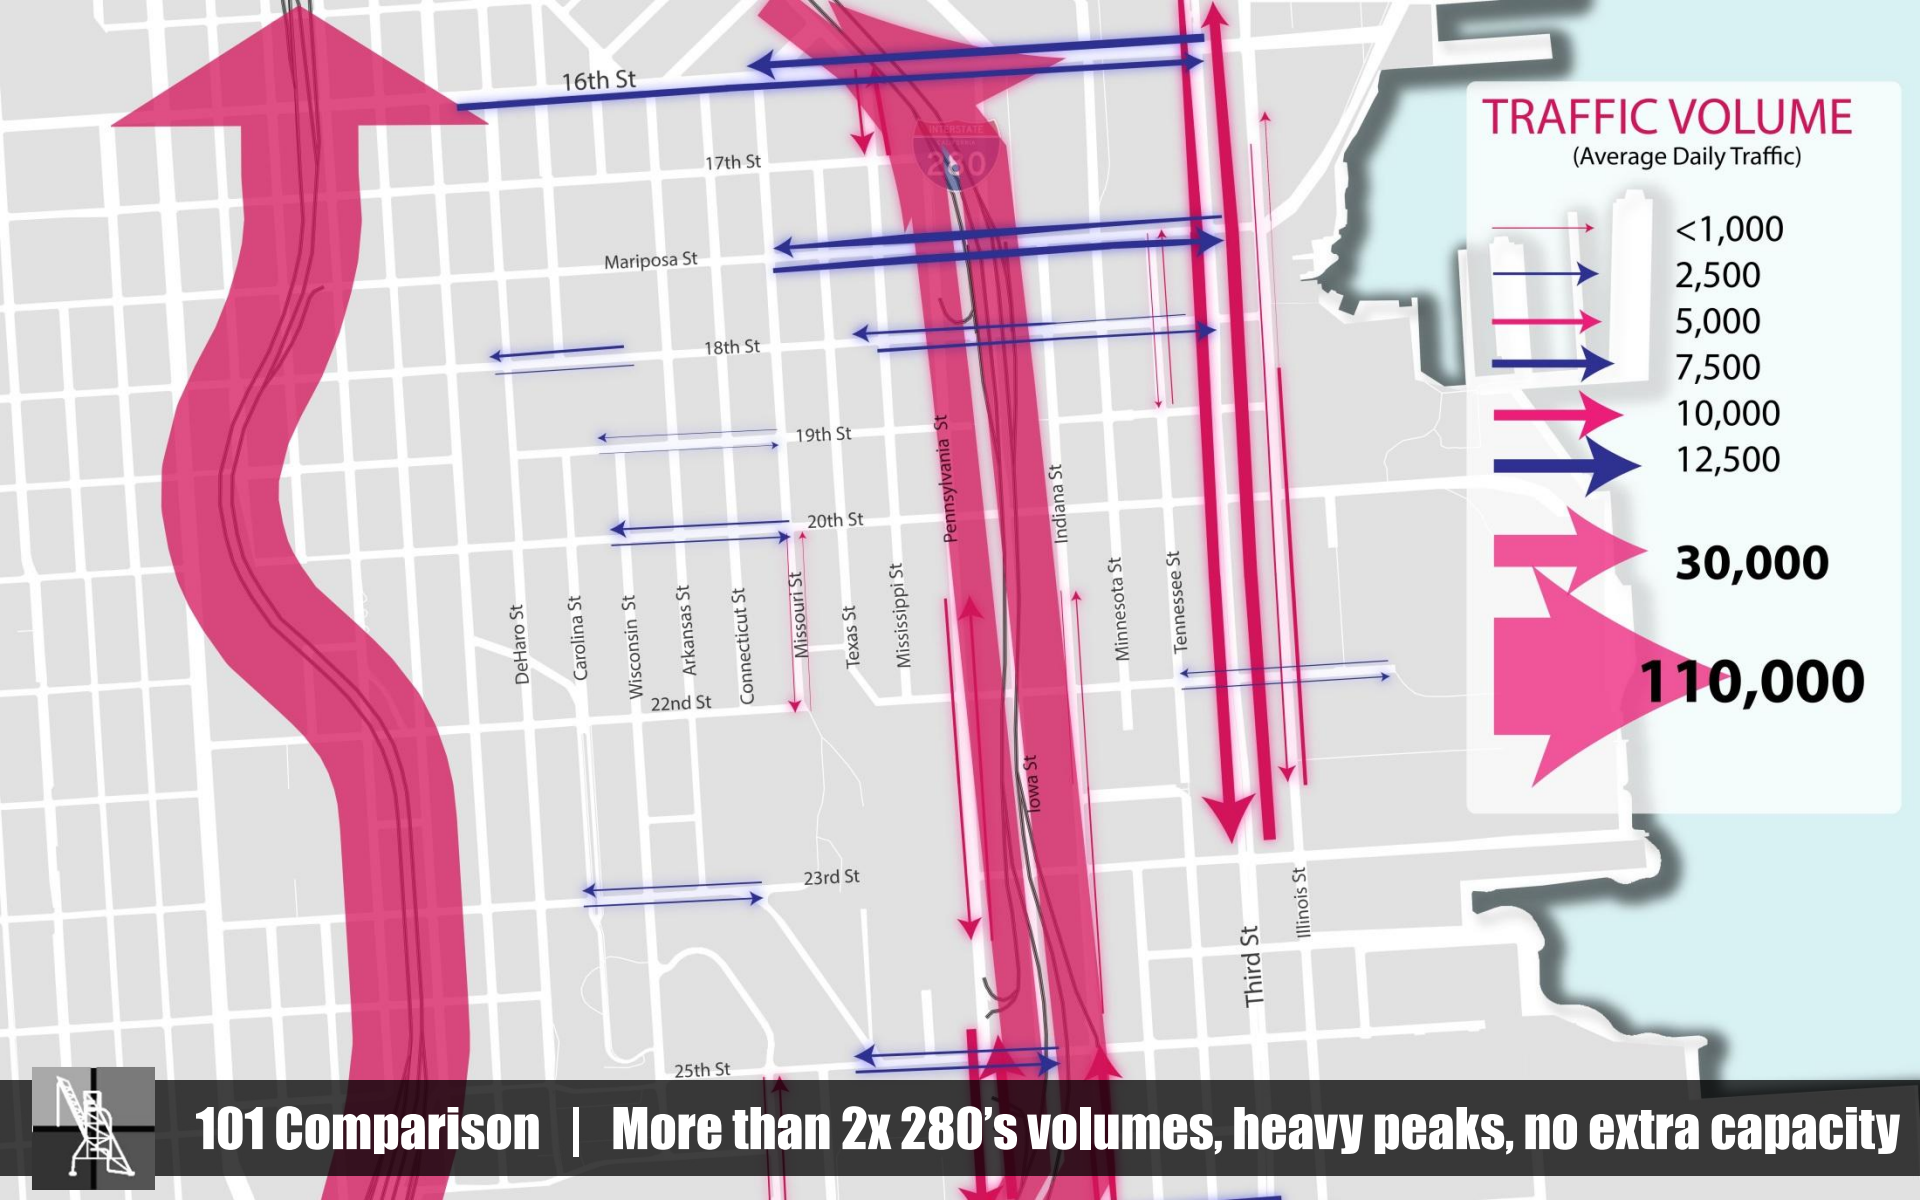 16th St
INTERSTATE
CALIFORNIA
280
17th St
Mariposa St
18th St
19th St
20th St
Pennsylvania St
Indiana St
DeHaro St
Carolina St
Wisconsin St
Arkansas St
Connecticut St
Missouri St
Texas St
Mississippi St
Minnesota St
Tennessee St
22nd St
Iowa St
23rd St
Illinois St
Third St
25th St
TRAFFIC VOLUME
(Average Daily Traffic)
<1,000
2,500
5,000
7,500
10,000
12,500
30,000
110,000
101 Comparison | More than 2x 280’s volumes, heavy peaks, no extra capacity